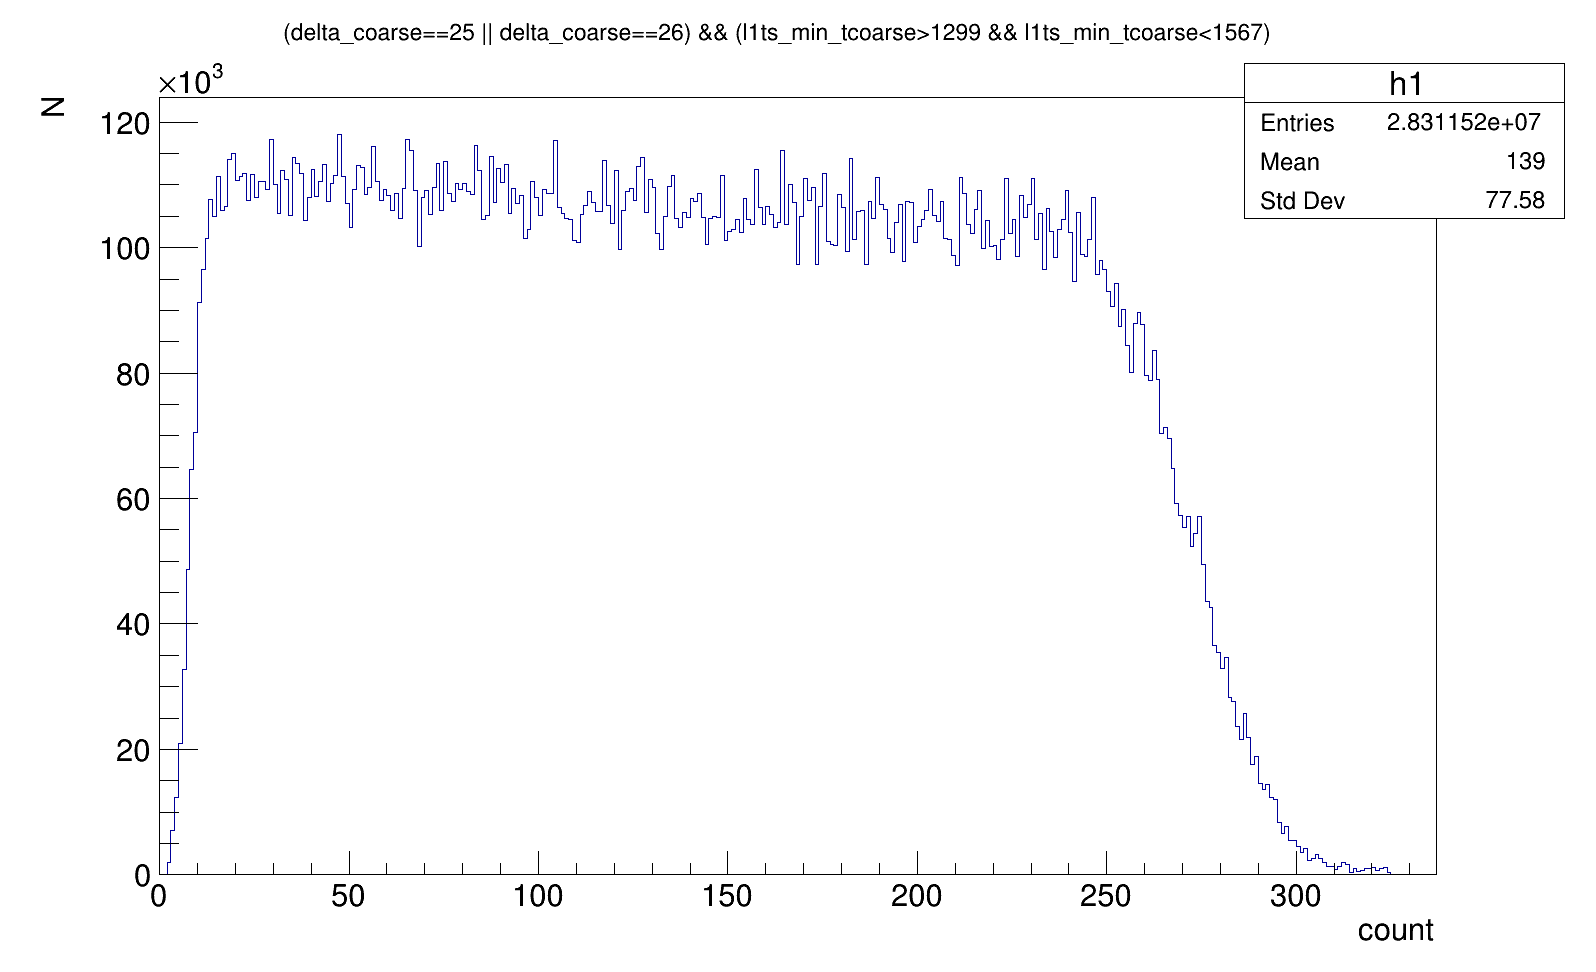 (delta_coarse==25 || delta_coarse==26) && (l1ts_min_tcoarse>1299 && l1ts_min_tcoarse<1567)
×10³
N
h1
Entries 2.831152e+07
Mean 139
Std Dev 77.58
120
100
80
60
40
20
0
0 50 100 150 200 250 300
count